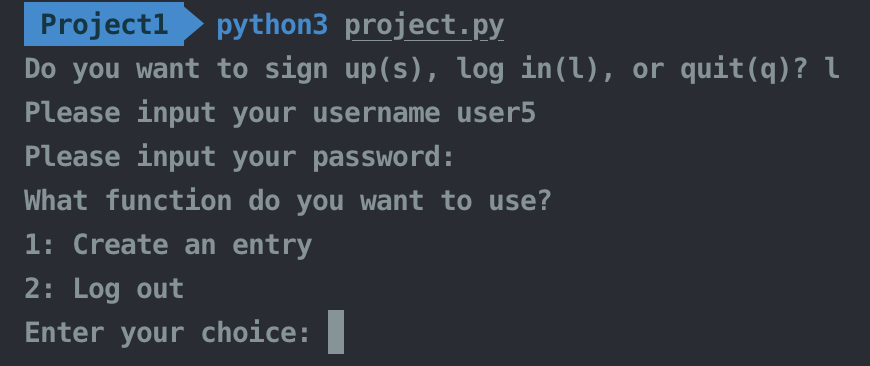 Project1 python3 project.py
Do you want to sign up(s), log in(l), or quit(q)? l
Please input your username user5
Please input your password:
What function do you want to use?
1: Create an entry
2: Log out
Enter your choice: